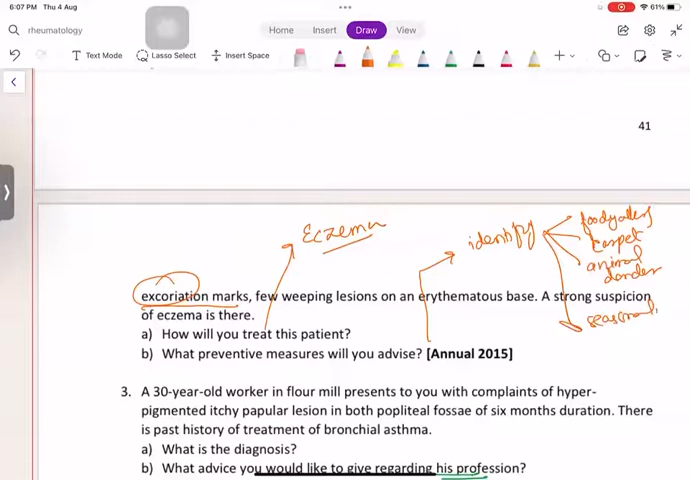 6:07 PM Thu 4 Aug
61%
rheumatology
Home
Insert
Draw
View
Text Mode
Lasso Select
Insert Space
41
Eczema
identify
carpet
animal
dander
seasonal
excoriation marks, few weeping lesions on an erythematous base. A strong suspicion
of eczema is there.
a) How will you treat this patient?
b) What preventive measures will you advise? [Annual 2015]
3. A 30-year-old worker in flour mill presents to you with complaints of hyper-
pigmented itchy papular lesion in both popliteal fossae of six months duration. There
is past history of treatment of bronchial asthma.
a) What is the diagnosis?
b) What advice you would like to give regarding his profession?